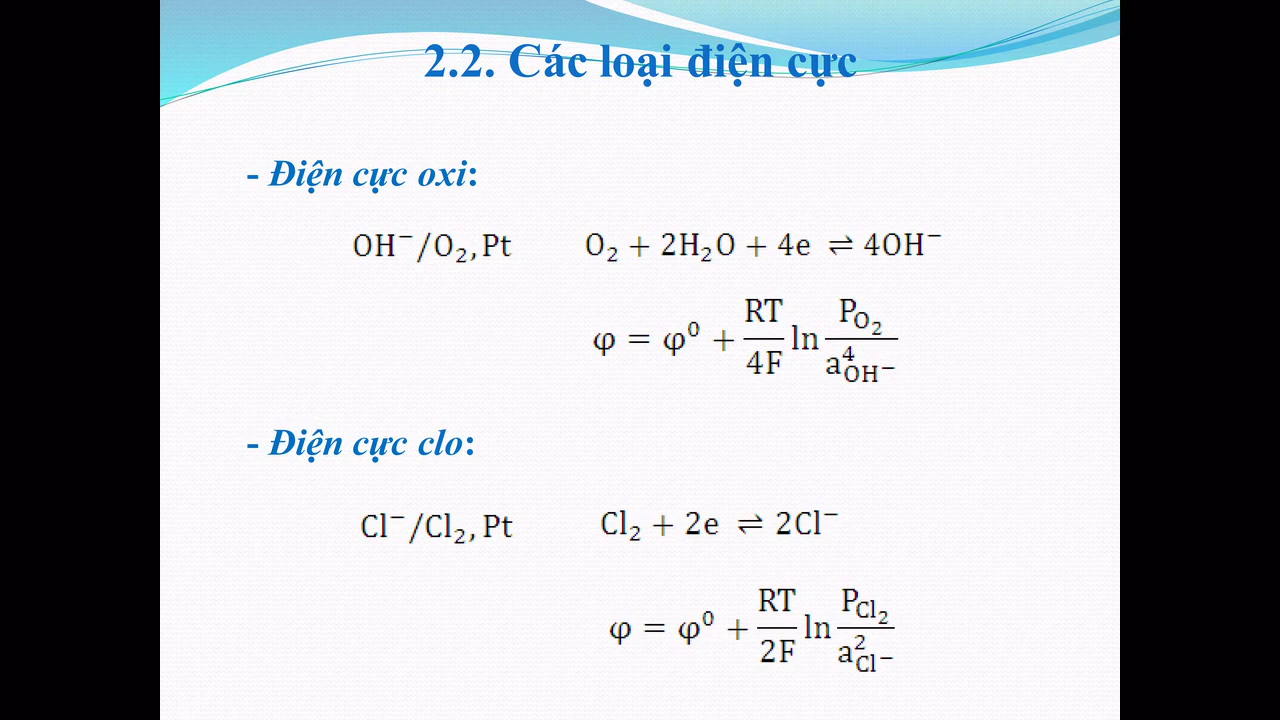 2.2. Các loại điện cực
- Điện cực oxi:
OH⁻/O₂, Pt   O₂ + 2H₂O + 4e ⇌ 4OH⁻
φ = φ⁰ + RT/4F ln P_O₂/a⁴_OH⁻
- Điện cực clo:
Cl⁻/Cl₂, Pt   Cl₂ + 2e ⇌ 2Cl⁻
φ = φ⁰ + RT/2F ln P_Cl₂/a²_Cl⁻